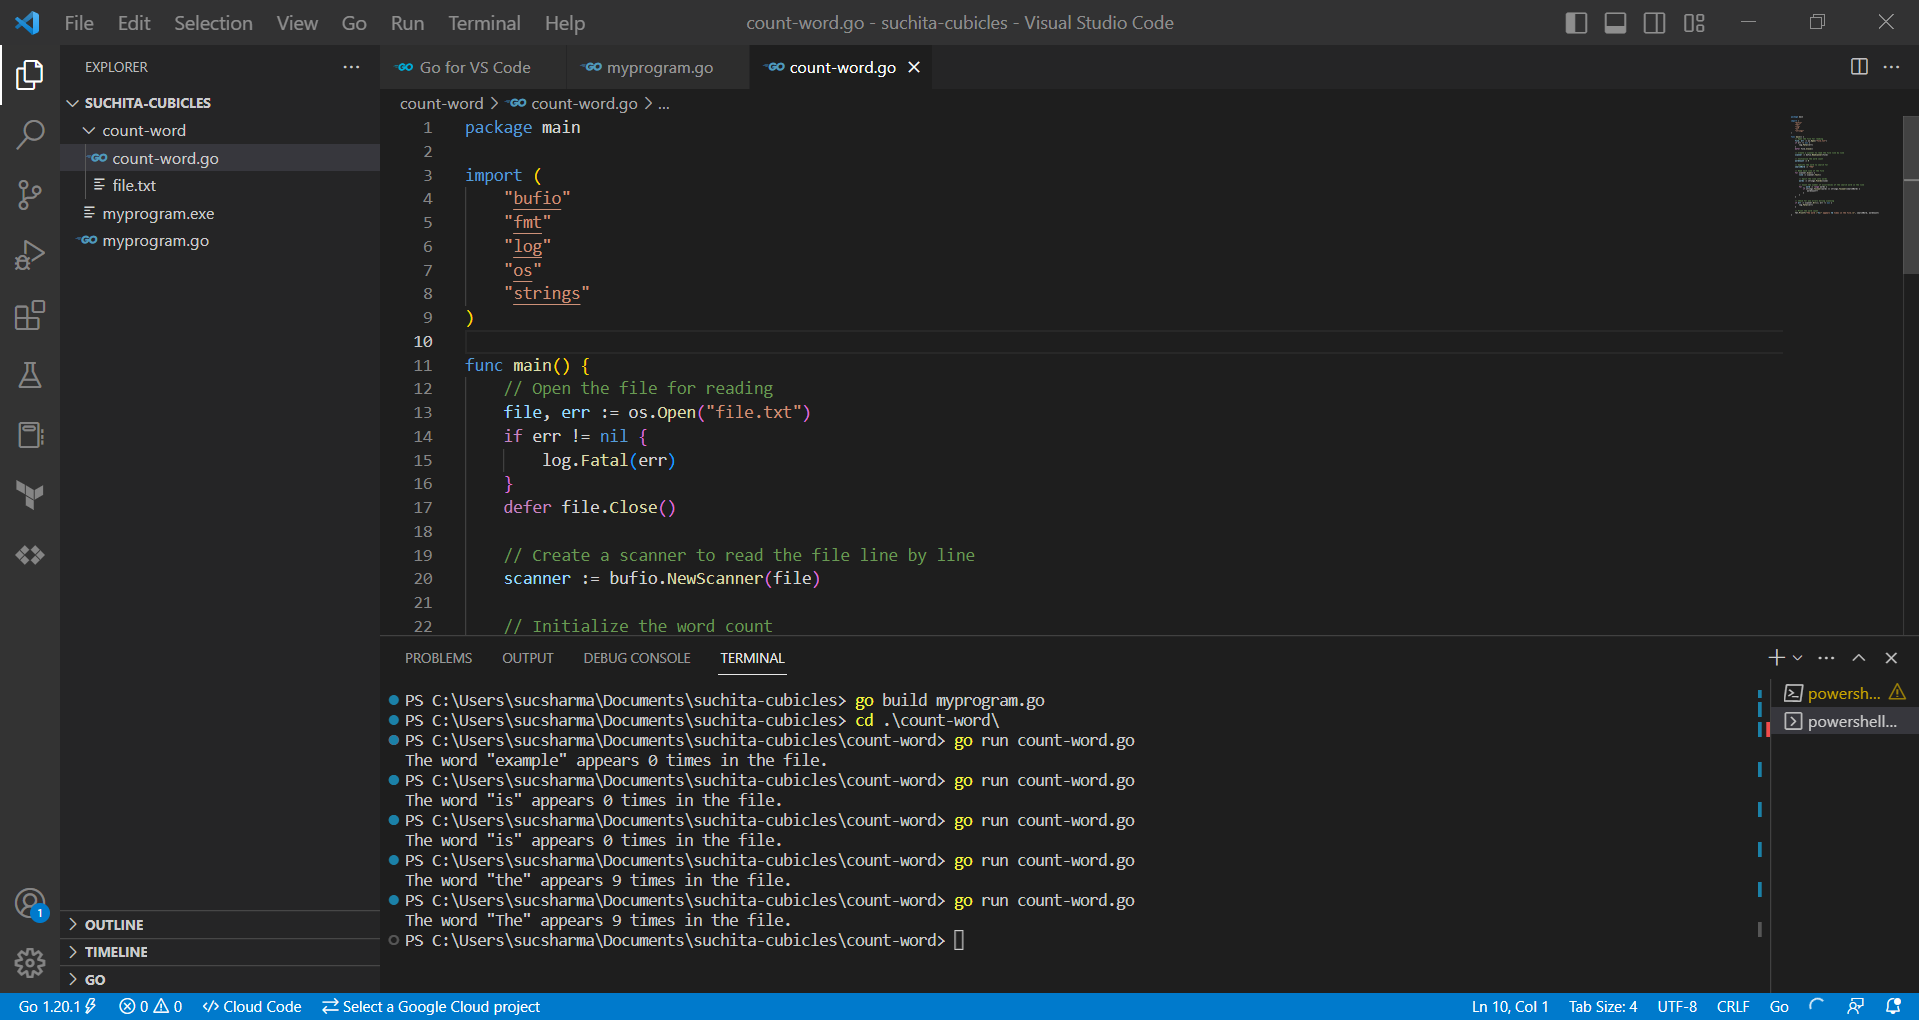 File Edit Selection View Go Run Terminal Help count-word.go - suchita-cubicles - Visual Studio Code
EXPLORER
SUCHITA-CUBICLES
count-word
count-word.go
file.txt
myprogram.exe
myprogram.go
OUTLINE
TIMELINE
GO
1
Go for VS Code myprogram.go count-word.go
count-word > count-word.go > ...
1 package main
2
3 import (
4 "bufio"
5 "fmt"
6 "log"
7 "os"
8 "strings"
9 )
10
11 func main() {
12 // Open the file for reading
13 file, err := os.Open("file.txt")
14 if err != nil {
15 log.Fatal(err)
16 }
17 defer file.Close()
18
19 // Create a scanner to read the file line by line
20 scanner := bufio.NewScanner(file)
21
22 // Initialize the word count
PROBLEMS OUTPUT DEBUG CONSOLE TERMINAL
PS C:\Users\sucsharma\Documents\suchita-cubicles> go build myprogram.go
PS C:\Users\sucsharma\Documents\suchita-cubicles> cd .\count-word\
PS C:\Users\sucsharma\Documents\suchita-cubicles\count-word> go run count-word.go
The word "example" appears 0 times in the file.
PS C:\Users\sucsharma\Documents\suchita-cubicles\count-word> go run count-word.go
The word "is" appears 0 times in the file.
PS C:\Users\sucsharma\Documents\suchita-cubicles\count-word> go run count-word.go
The word "is" appears 0 times in the file.
PS C:\Users\sucsharma\Documents\suchita-cubicles\count-word> go run count-word.go
The word "the" appears 9 times in the file.
PS C:\Users\sucsharma\Documents\suchita-cubicles\count-word> go run count-word.go
The word "The" appears 9 times in the file.
PS C:\Users\sucsharma\Documents\suchita-cubicles\count-word>
powersh...
powershell...
Go 1.20.1 0 0 Cloud Code Select a Google Cloud project Ln 10, Col 1 Tab Size: 4 UTF-8 CRLF Go